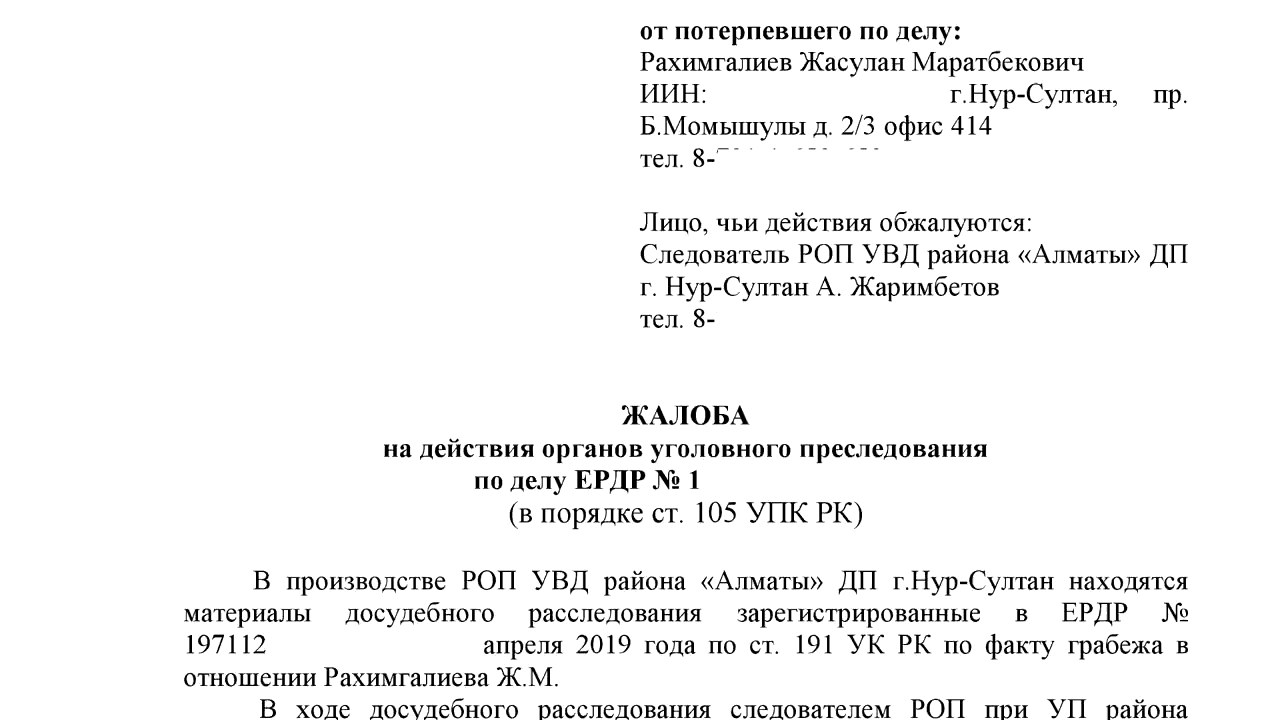 от потерпевшего по делу:
Рахимгалиев Жасулан Маратбекович
ИИН: г.Нур-Султан, пр.
Б.Момышулы д. 2/3 офис 414
тел. 8-
Лицо, чьи действия обжалуются:
Следователь РОП УВД района «Алматы» ДП
г. Нур-Султан А. Жаримбетов
тел. 8-
ЖАЛОБА
на действия органов уголовного преследования
по делу ЕРДР № 1
(в порядке ст. 105 УПК РК)
В производстве РОП УВД района «Алматы» ДП г.Нур-Султан находятся
материалы досудебного расследования зарегистрированные в ЕРДР №
197112 апреля 2019 года по ст. 191 УК РК по факту грабежа в
отношении Рахимгалиева Ж.М.
В ходе досудебного расследования следователем РОП при УП района